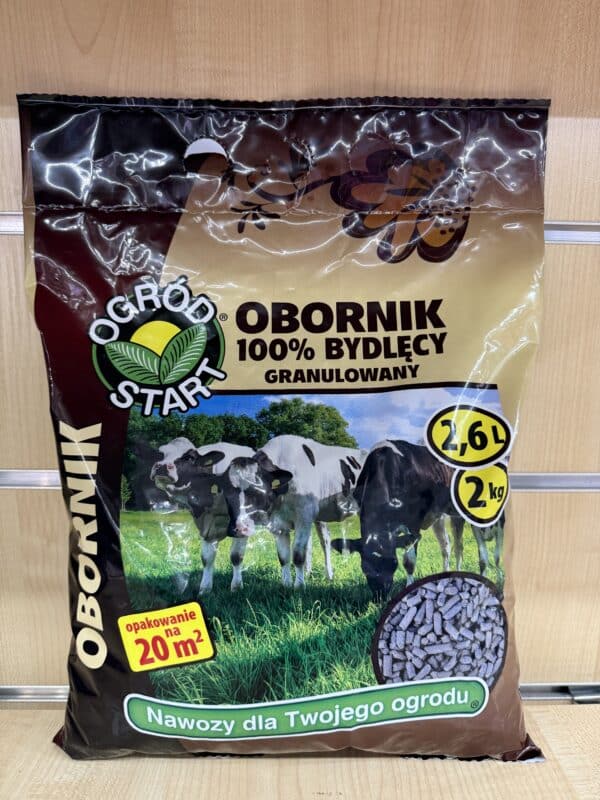 OGRÓD
START®
OBORNIK
100% BYDLĘCY
GRANULOWANY
2,6 L
2 kg
OBORNIK
opakowanie
na
20 m²
Nawozy dla Twojego ogrodu®